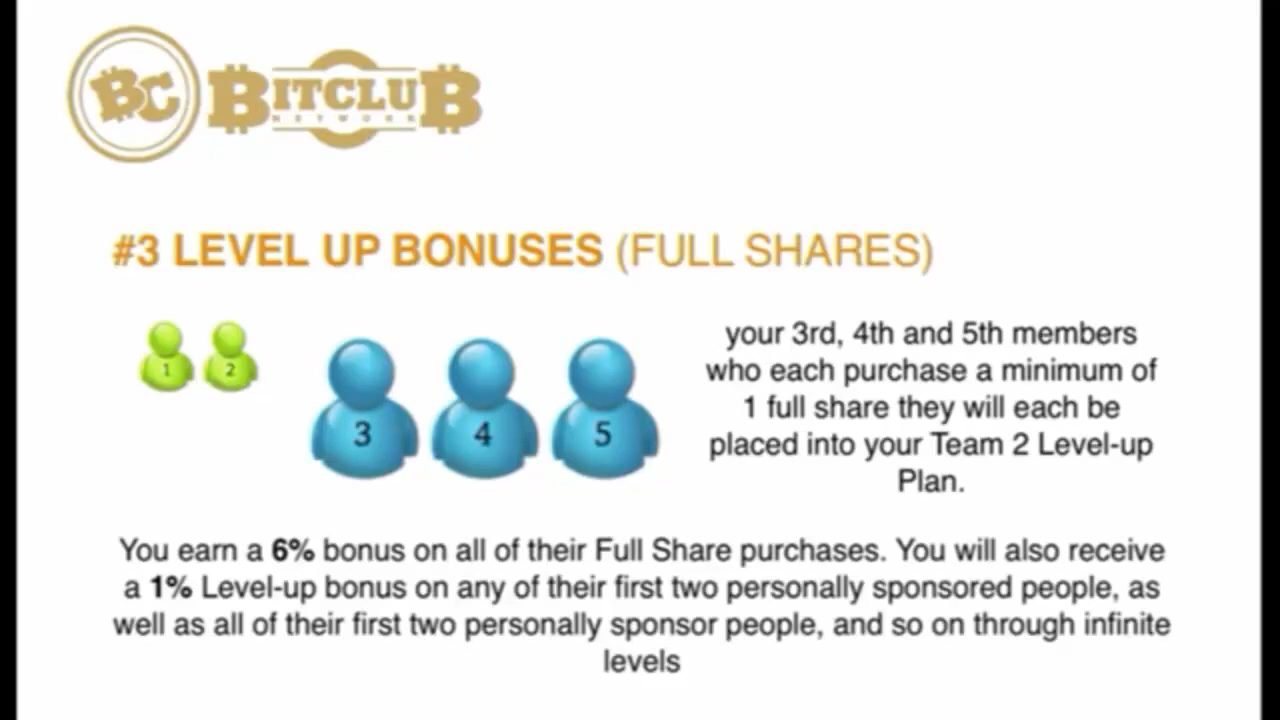 BC BITCLUB
NETWORK
#3 LEVEL UP BONUSES (FULL SHARES)
1 2 3 4 5
your 3rd, 4th and 5th members
who each purchase a minimum of
1 full share they will each be
placed into your Team 2 Level-up
Plan.
You earn a 6% bonus on all of their Full Share purchases. You will also receive
a 1% Level-up bonus on any of their first two personally sponsored people, as
well as all of their first two personally sponsor people, and so on through infinite
levels